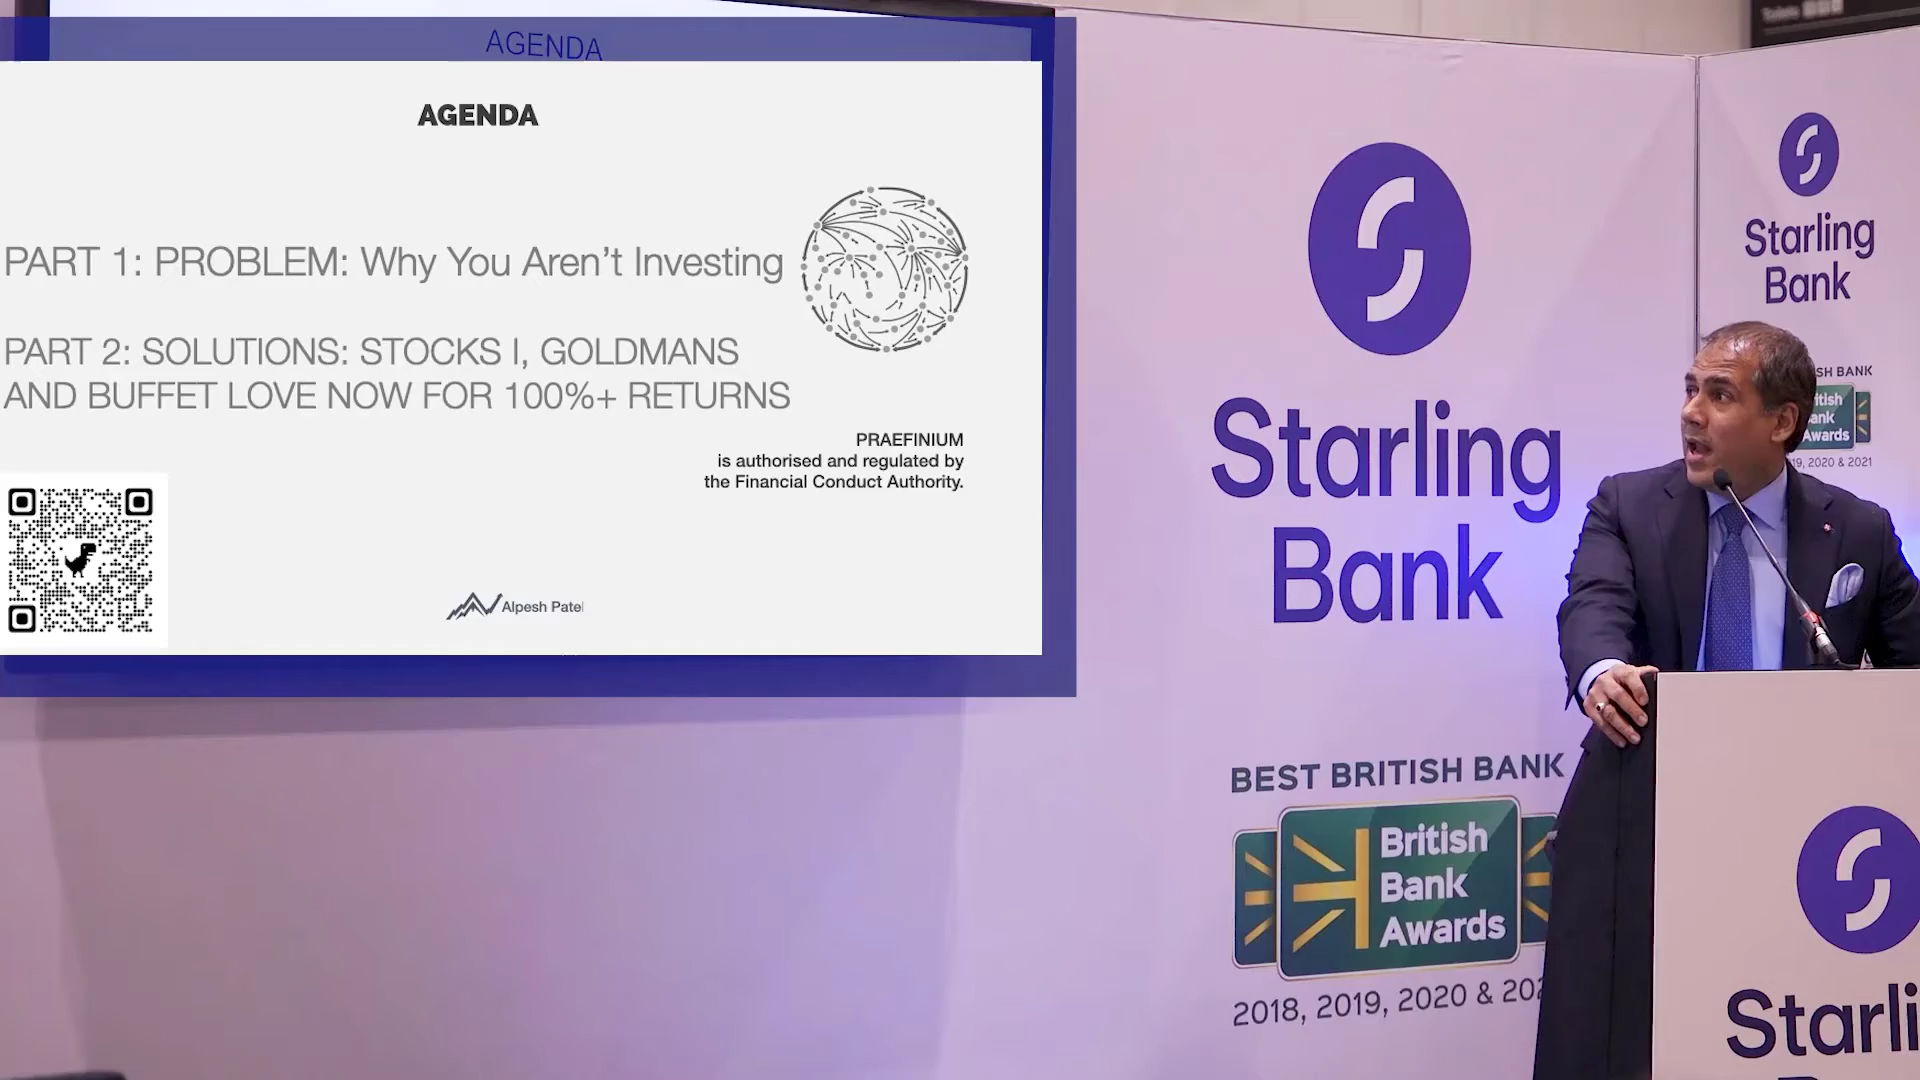 AGENDA
AGENDA
PART 1: PROBLEM: Why You Aren’t Investing
PART 2: SOLUTIONS: STOCKS I, GOLDMANS
AND BUFFET LOVE NOW FOR 100%+ RETURNS
PRAEFINIUM
is authorised and regulated by
the Financial Conduct Authority.
Alpesh Patel
Starling
Bank
BEST BRITISH BANK
British
Bank
Awards
2018, 2019, 2020 & 202
Starling
Bank
SH BANK
itish
ank
Awards
19, 2020 & 2021
Starli